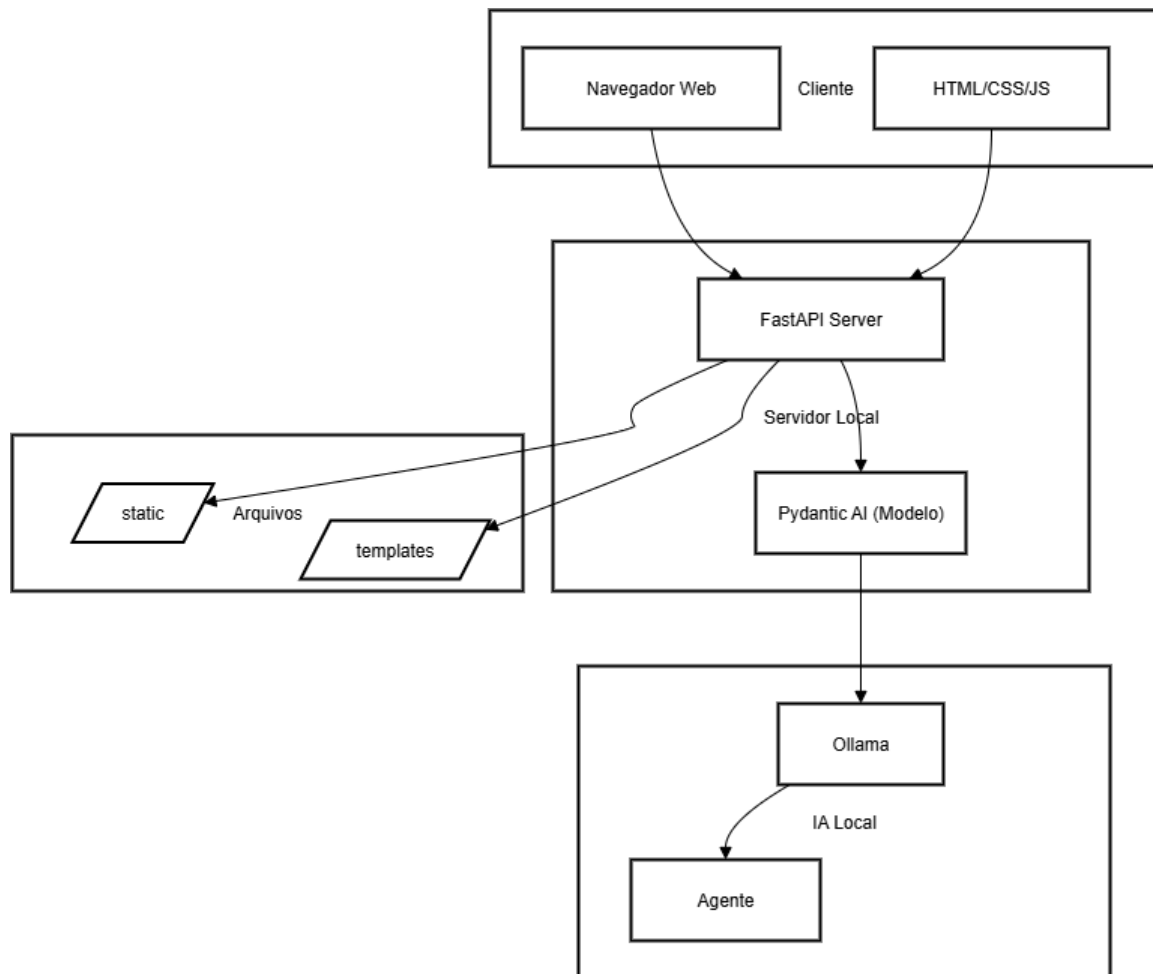 Navegador Web
Cliente
HTML/CSS/JS
FastAPI Server
Servidor Local
static
Arquivos
templates
Pydantic AI (Modelo)
Ollama
IA Local
Agente